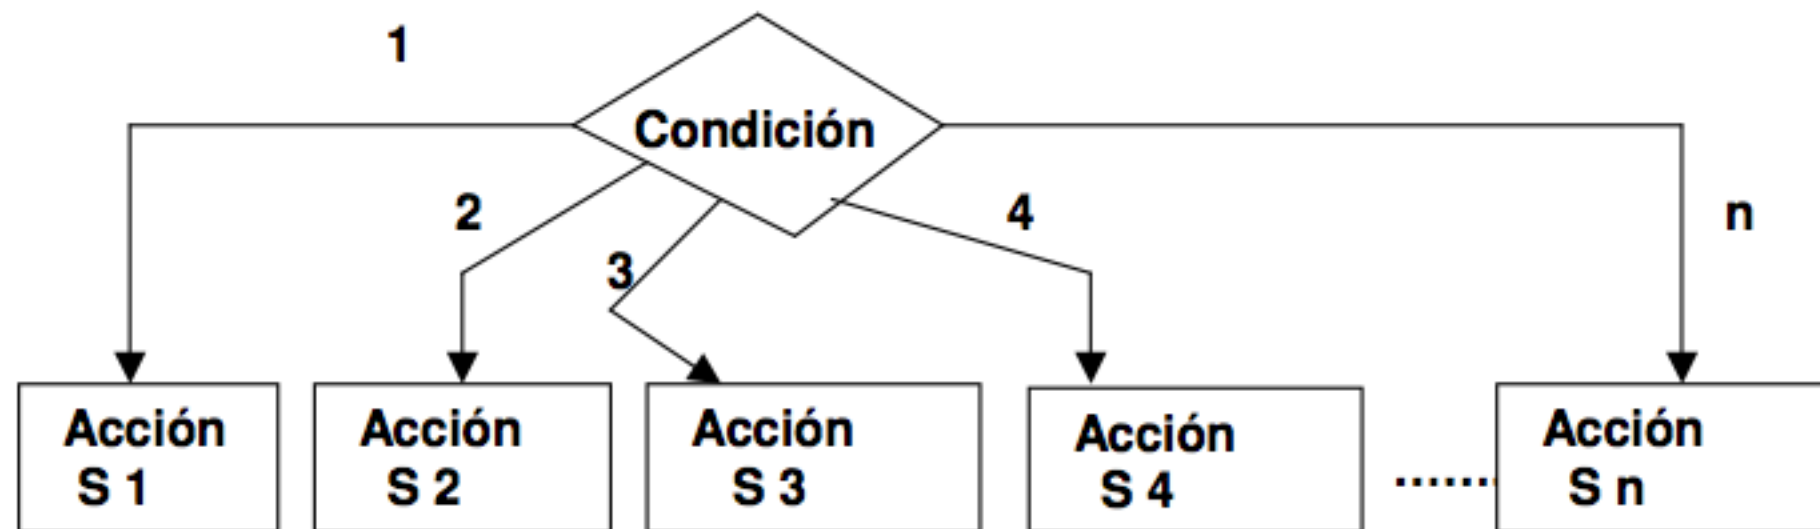 1
Condición
2
4
n
3
Acción
S 1
Acción
S 2
Acción
S 3
Acción
S 4
.......
Acción
S n